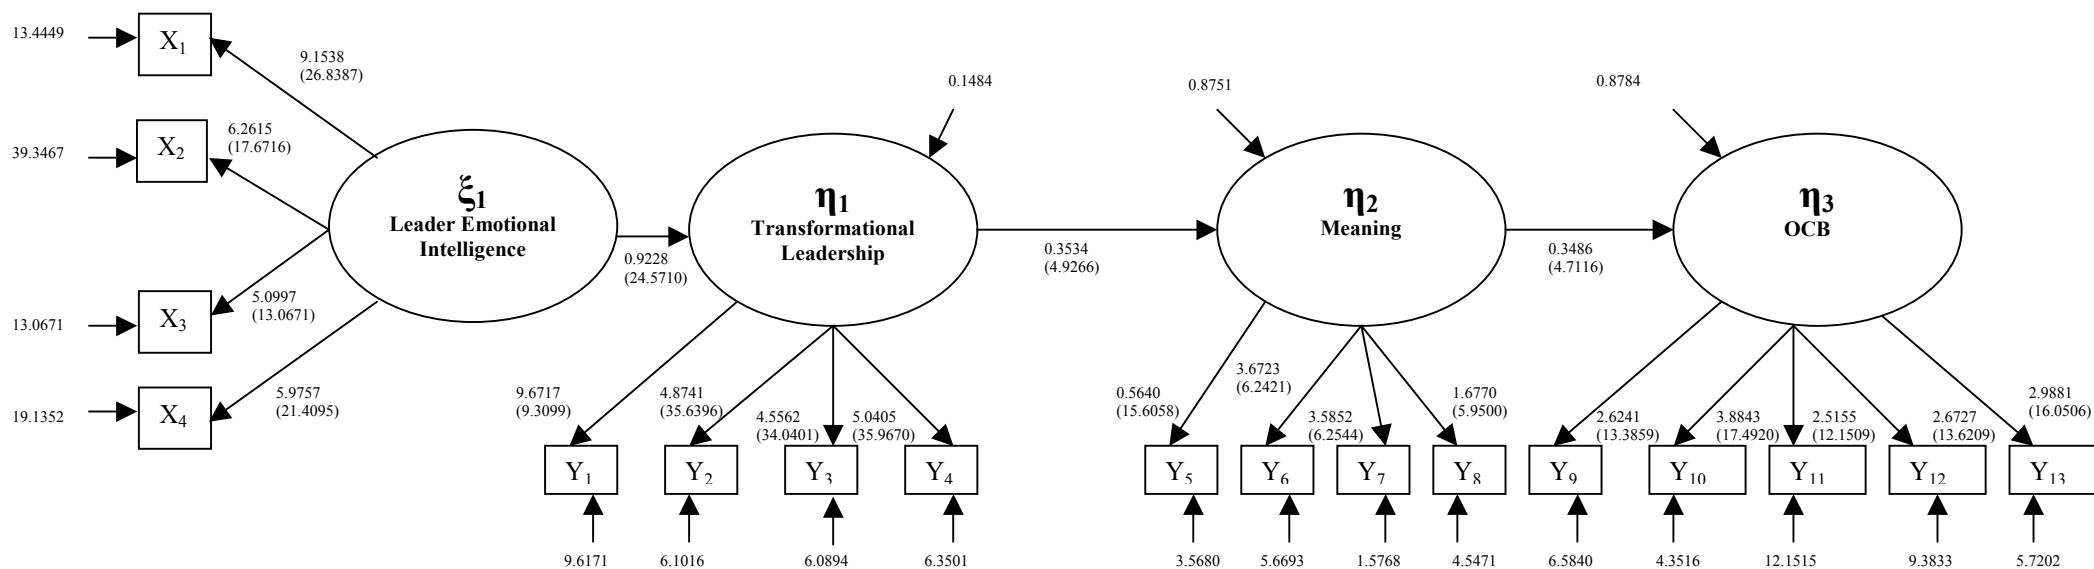 13.4449
X1
9.1538
(26.8387)
0.1484
0.8751
0.8784
39.3467
X2
6.2615
(17.6716)
ξ1
Leader Emotional
Intelligence
0.9228
(24.5710)
η1
Transformational
Leadership
0.3534
(4.9266)
η2
Meaning
0.3486
(4.7116)
η3
OCB
13.0671
X3
5.0997
(13.0671)
19.1352
X4
5.9757
(21.4095)
9.6717
(9.3099)
4.8741
(35.6396)
4.5562
(34.0401)
5.0405
(35.9670)
0.5640
(15.6058)
3.6723
(6.2421)
3.5852
(6.2544)
1.6770
(5.9500)
2.6241
(13.3859)
3.8843
(17.4920)
2.5155
(12.1509)
2.6727
(13.6209)
2.9881
(16.0506)
Y1
Y2
Y3
Y4
Y5
Y6
Y7
Y8
Y9
Y10
Y11
Y12
Y13
9.6171
6.1016
6.0894
6.3501
3.5680
5.6693
1.5768
4.5471
6.5840
4.3516
12.1515
9.3833
5.7202